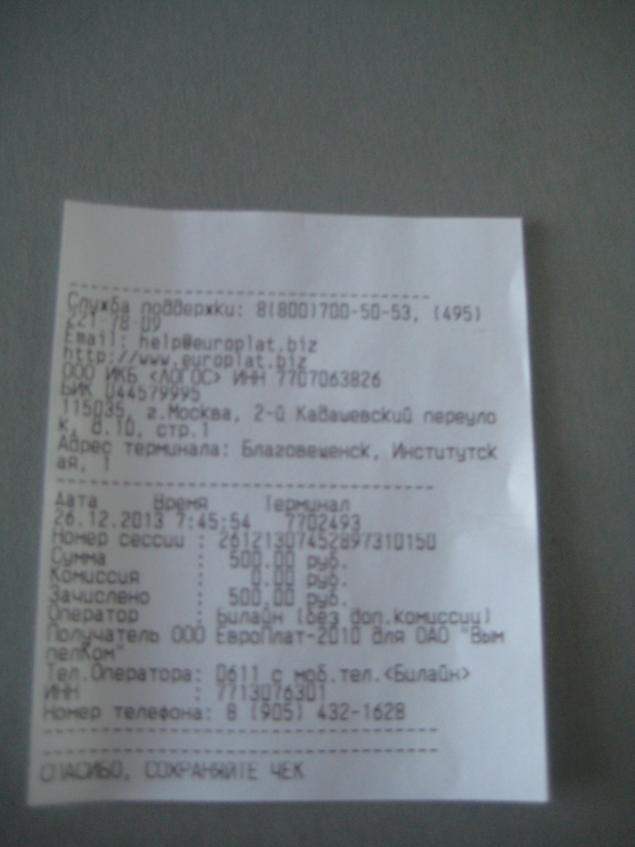 Служба поддержки: 8(800)700-50-53, (495)
221-78-09
Email: help@europlat.biz
http://www.europlat.biz
ООО ИКБ <ЛОГОС> ИНН 7707063826
БИК 044579995
115035, г.Москва, 2-й Кадашевский переуло
к, д.10, стр.1
Адрес терминала: Благовещенск, Институтск
ая, 1
Дата Время Терминал
26.12.2013 7:45:54 7702493
Номер сессии : 26121307452897310150
Сумма : 500.00 руб.
Комиссия : 0.00 руб.
Зачислено : 500.00 руб.
Оператор : Билайн (без доп.комиссии)
Получатель ООО ЕвроПлат-2010 для ОАО "Вым
пелКом"
Тел.Оператора: 0611 с моб.тел.<Билайн>
ИНН : 7713076301
Номер телефона: 8 (905) 432-1628
СПАСИБО, СОХРАНЯЙТЕ ЧЕК